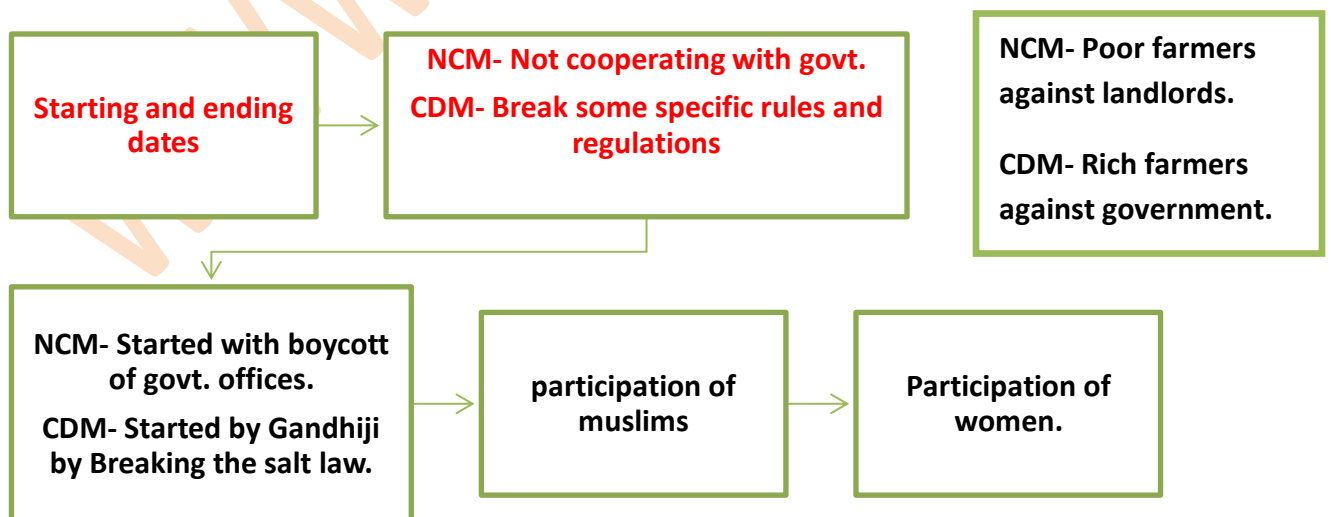 Starting and ending
dates
NCM- Not cooperating with govt.
CDM- Break some specific rules and
regulations
NCM- Poor farmers
against landlords.
CDM- Rich farmers
against government.
NCM- Started with boycott
of govt. offices.
CDM- Started by Gandhiji
by Breaking the salt law.
participation of
muslims
Participation of
women.